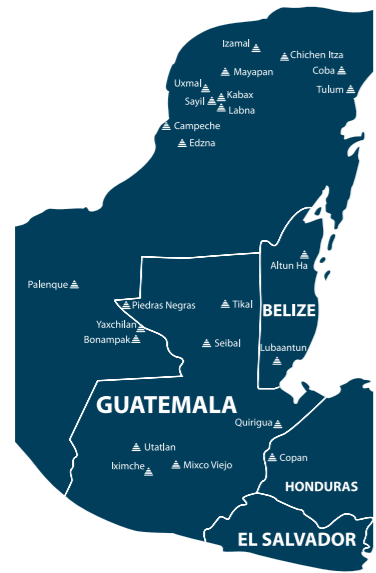 Izamal
Chichen Itza
Mayapan
Coba
Uxmal
Tulum
Kabax
Sayil
Labna
Campeche
Edzna
Altun Ha
Palenque
Piedras Negras
Tikal
BELIZE
Yaxchilan
Bonampak
Seibal
Lubaantun
GUATEMALA
Quirigua
Utatlan
Copan
Iximche
Mixco Viejo
HONDURAS
EL SALVADOR